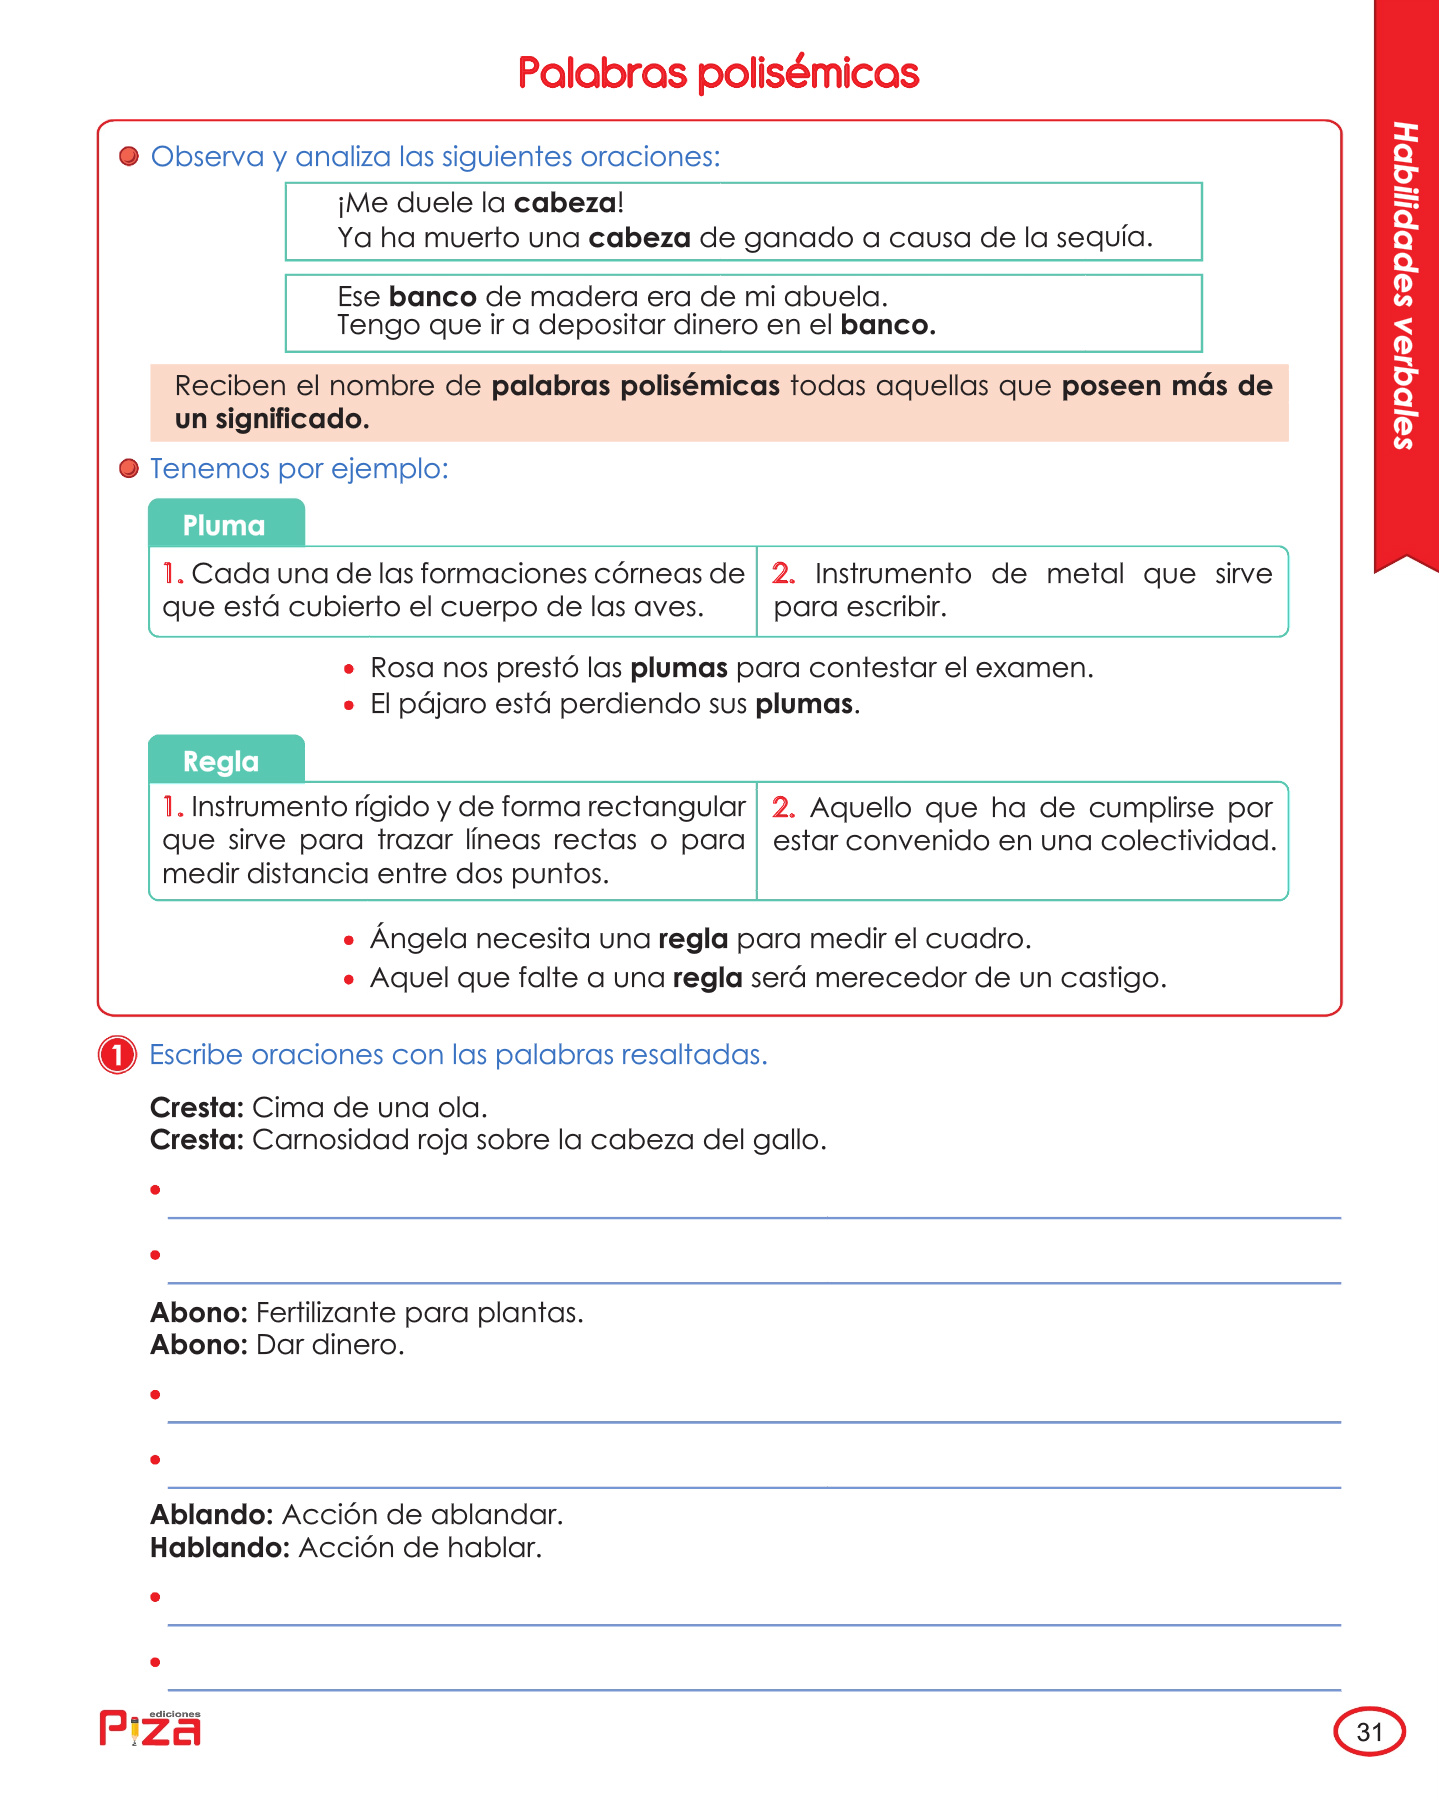 Palabras polisémicas
Habilidades verbales
Observa y analiza las siguientes oraciones:
¡Me duele la cabeza!
Ya ha muerto una cabeza de ganado a causa de la sequía.
Ese banco de madera era de mi abuela.
Tengo que ir a depositar dinero en el banco.
Reciben el nombre de palabras polisémicas todas aquellas que poseen más de
un significado.
Tenemos por ejemplo:
Pluma
1. Cada una de las formaciones córneas de
que está cubierto el cuerpo de las aves.
2. Instrumento de metal que sirve
para escribir.
• Rosa nos prestó las plumas para contestar el examen.
• El pájaro está perdiendo sus plumas.
Regla
1. Instrumento rígido y de forma rectangular
que sirve para trazar líneas rectas o para
medir distancia entre dos puntos.
2. Aquello que ha de cumplirse por
estar convenido en una colectividad.
• Ángela necesita una regla para medir el cuadro.
• Aquel que falte a una regla será merecedor de un castigo.
1 Escribe oraciones con las palabras resaltadas.
Cresta: Cima de una ola.
Cresta: Carnosidad roja sobre la cabeza del gallo.
Abono: Fertilizante para plantas.
Abono: Dar dinero.
Ablando: Acción de ablandar.
Hablando: Acción de hablar.
ediciones
Piza
31